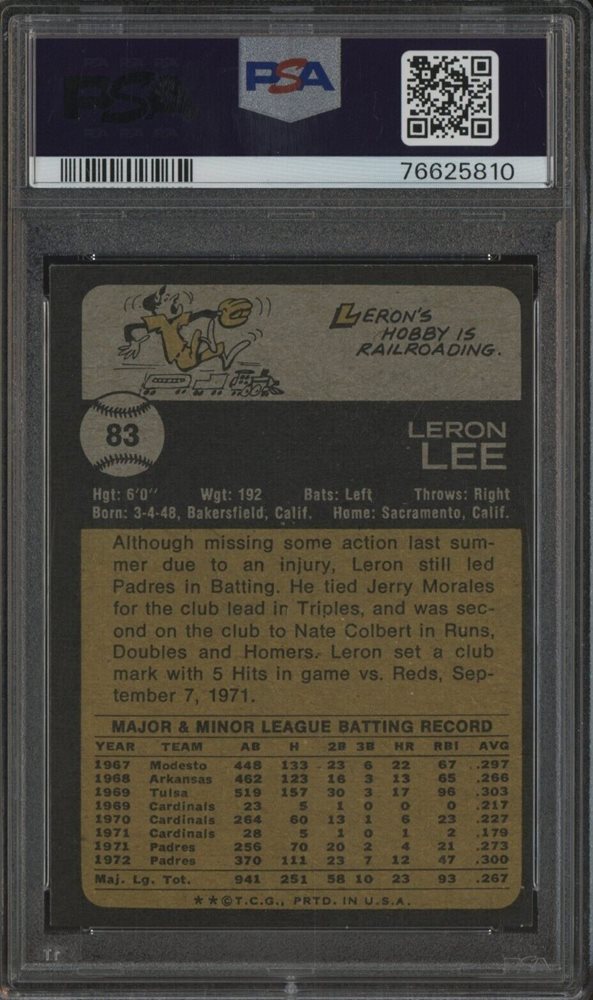 PSA
PSA
76625810
LERON'S
HOBBY IS
RAILROADING.
83
LERON
LEE
Hgt: 6'0" Wgt: 192 Bats: Left Throws: Right
Born: 3-4-48, Bakersfield, Calif. Home: Sacramento, Calif.
Although missing some action last sum-
mer due to an injury, Leron still led
Padres in Batting. He tied Jerry Morales
for the club lead in Triples, and was sec-
ond on the club to Nate Colbert in Runs,
Doubles and Homers. Leron set a club
mark with 5 Hits in game vs. Reds, Sep-
tember 7, 1971.
MAJOR & MINOR LEAGUE BATTING RECORD
YEAR TEAM AB H 2B 3B HR RBI AVG
1967 Modesto 448 133 23 6 22 67 .297
1968 Arkansas 462 123 16 3 13 65 .266
1969 Tulsa 519 157 30 3 17 96 .303
1969 Cardinals 23 5 1 0 0 0 .217
1970 Cardinals 264 60 13 1 6 23 .227
1971 Cardinals 28 5 1 0 1 2 .179
1971 Padres 256 70 20 2 4 21 .273
1972 Padres 370 111 23 7 12 47 .300
Maj. Lg. Tot. 941 251 58 10 23 93 .267
**©T.C.G., PRTD. IN U.S.A.